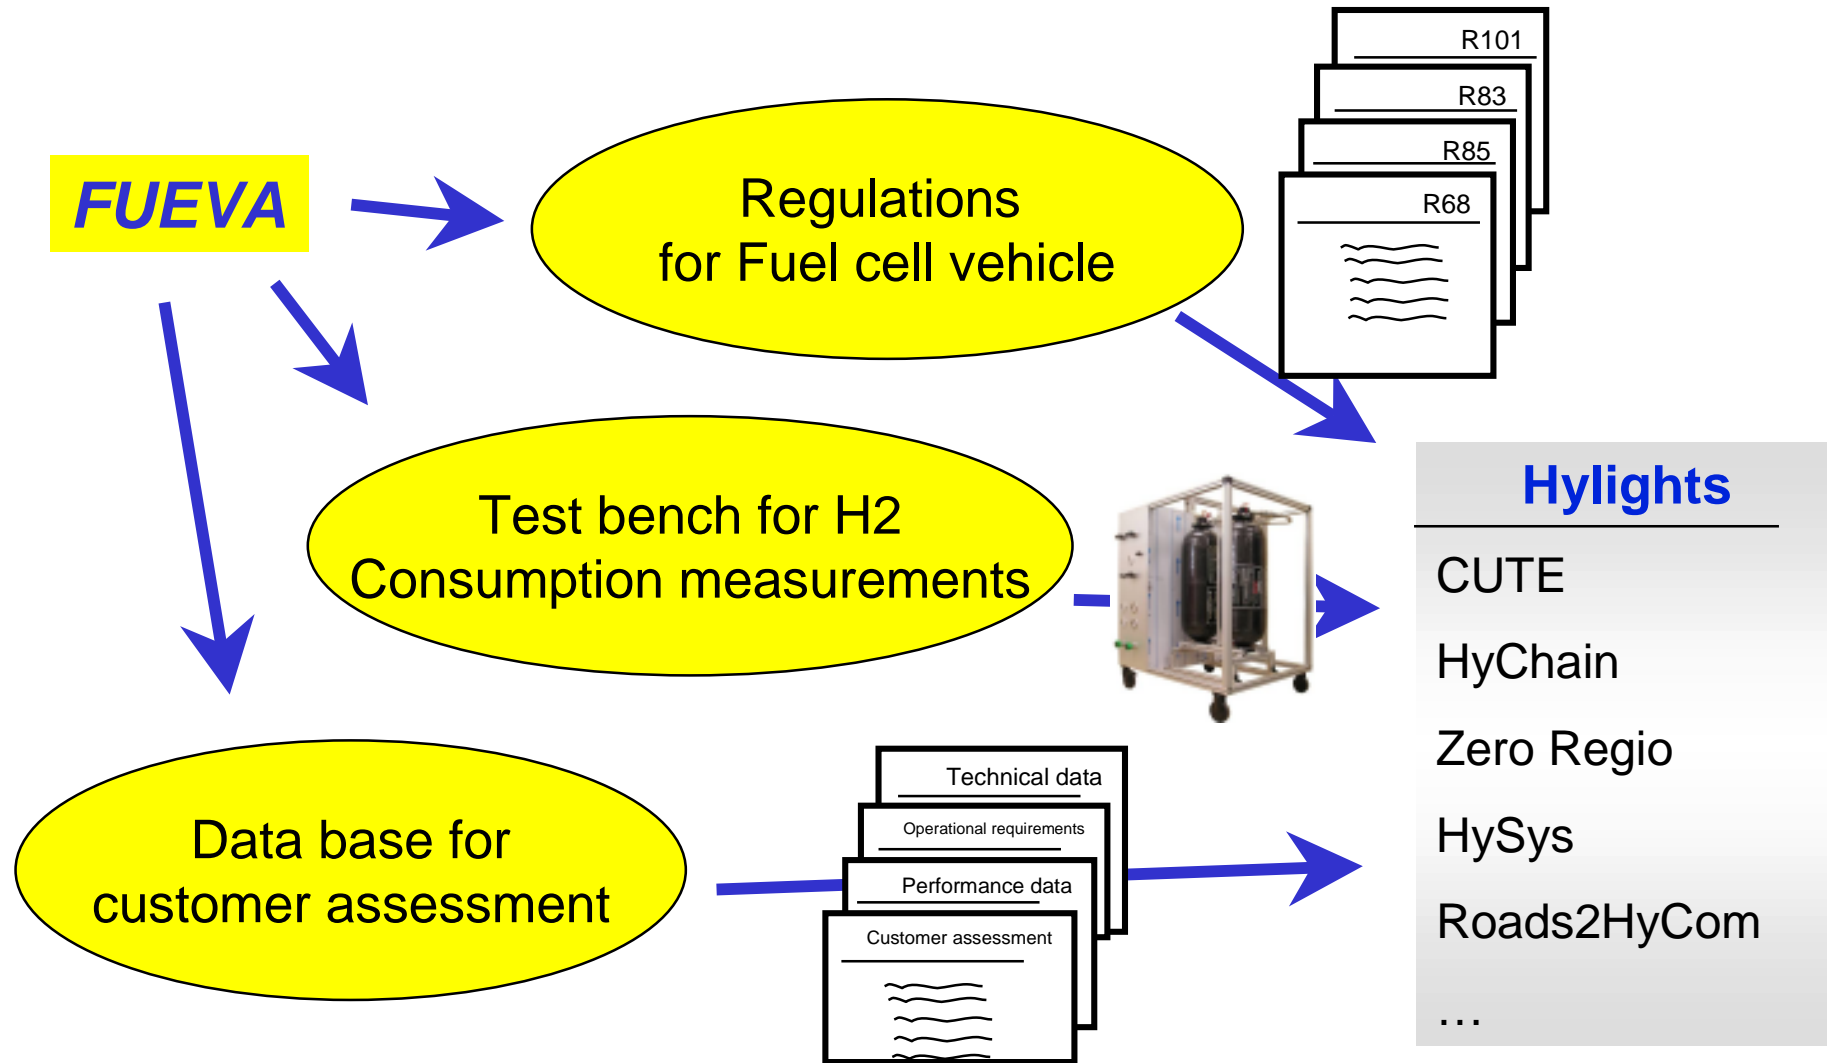 FUEVA
Regulations
for Fuel cell vehicle
R101
R83
R85
R68
Test bench for H2
Consumption measurements
Data base for
customer assessment
Technical data
Operational requirements
Performance data
Customer assessment
Hylights
CUTE
HyChain
Zero Regio
HySys
Roads2HyCom
…